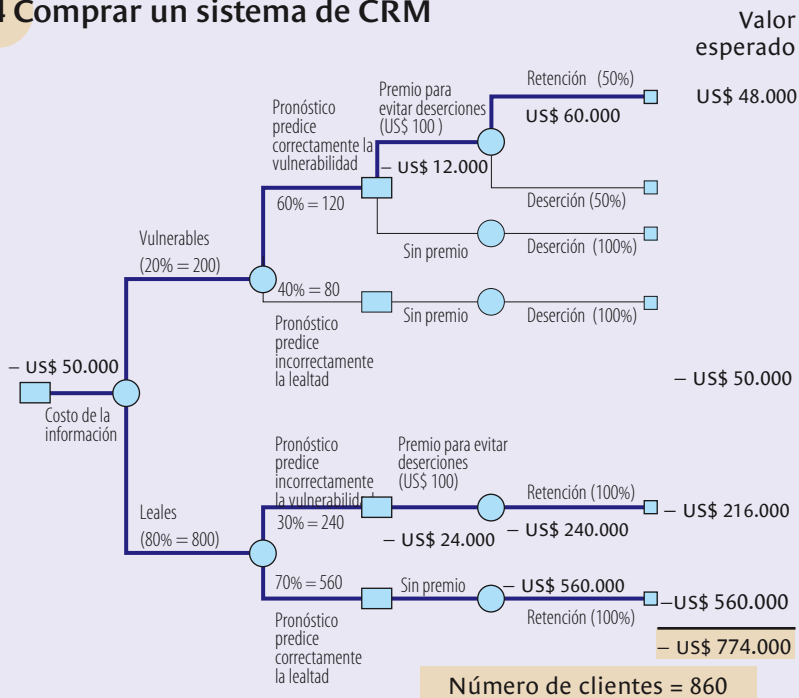 4 Comprar un sistema de CRM
Valor
esperado
Retención (50%)
US$ 60.000
US$ 48.000
Premio para
evitar deserciones
(US$ 100 )
– US$ 12.000
Pronóstico
predice
correctamente la
vulnerabilidad
60% = 120
Deserción (50%)
Sin premio
Deserción (100%)
Vulnerables
(20% = 200)
40% = 80
Sin premio
Deserción (100%)
Pronóstico
predice
incorrectamente
la lealtad
– US$ 50.000
Costo de la
información
– US$ 50.000
Pronóstico
predice
incorrectamente
la vulnerabilidad
30% = 240
Premio para evitar
deserciones
(US$ 100)
– US$ 24.000
Retención (100%)
– US$ 240.000
– US$ 216.000
Leales
(80% = 800)
70% = 560
Sin premio
– US$ 560.000
Retención (100%)
–US$ 560.000
Pronóstico
predice
correctamente
la lealtad
– US$ 774.000
Número de clientes = 860